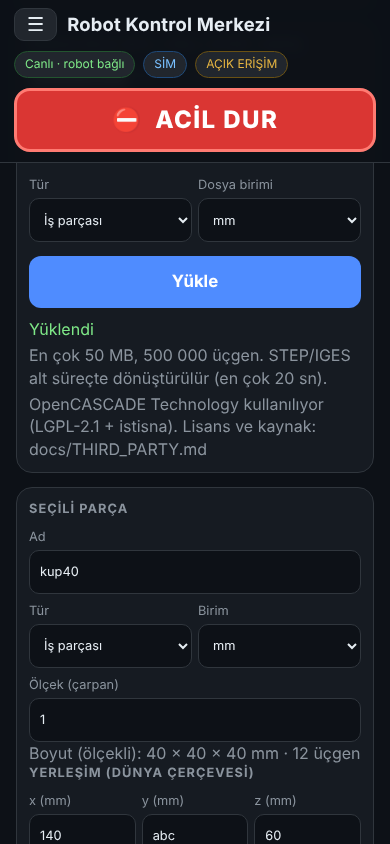 ☰ Robot Kontrol Merkezi
Canlı · robot bağlı SİM AÇIK ERİŞİM
⛔ ACİL DUR
Tür Dosya birimi
İş parçası mm
Yükle
Yüklendi
En çok 50 MB, 500 000 üçgen. STEP/IGES
alt süreçte dönüştürülür (en çok 20 sn).
OpenCASCADE Technology kullanılıyor
(LGPL-2.1 + istisna). Lisans ve kaynak:
docs/THIRD_PARTY.md
SEÇİLİ PARÇA
Ad
kup40
Tür Birim
İş parçası mm
Ölçek (çarpan)
1
Boyut (ölçekli): 40 × 40 × 40 mm · 12 üçgen
YERLEŞİM (DÜNYA ÇERÇEVESİ)
x (mm) y (mm) z (mm)
140 abc 60